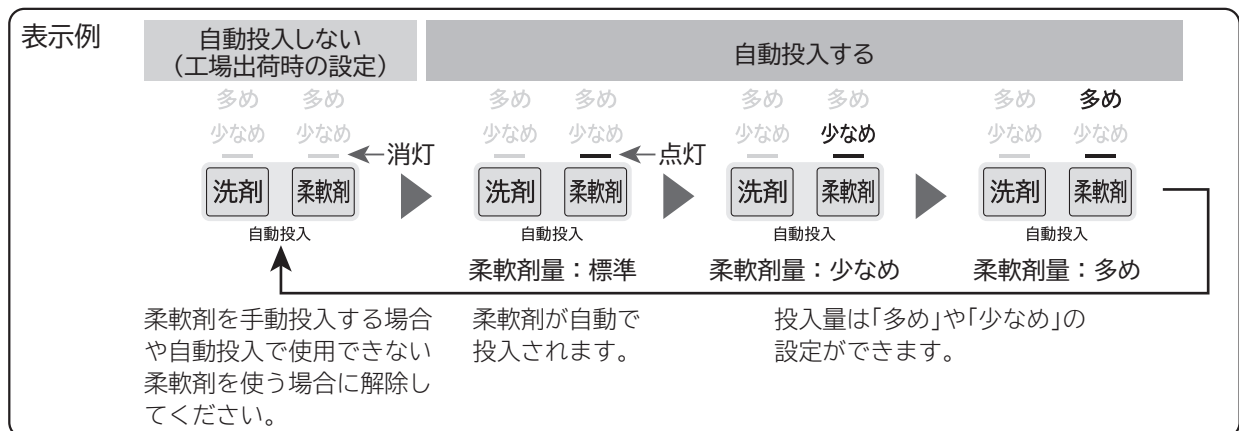 表示例
自動投入しない
（工場出荷時の設定）
自動投入する
多め 多め
少なめ 少なめ
消灯
洗剤 柔軟剤
自動投入
多め 多め
少なめ 少なめ
点灯
洗剤 柔軟剤
自動投入
柔軟剤量：標準
多め 多め
少なめ 少なめ
洗剤 柔軟剤
自動投入
柔軟剤量：少なめ
多め 多め
少なめ 少なめ
洗剤 柔軟剤
自動投入
柔軟剤量：多め
柔軟剤を手動投入する場合
や自動投入で使用できない
柔軟剤を使う場合に解除し
てください。
柔軟剤が自動で
投入されます。
投入量は「多め」や「少なめ」の
設定ができます。